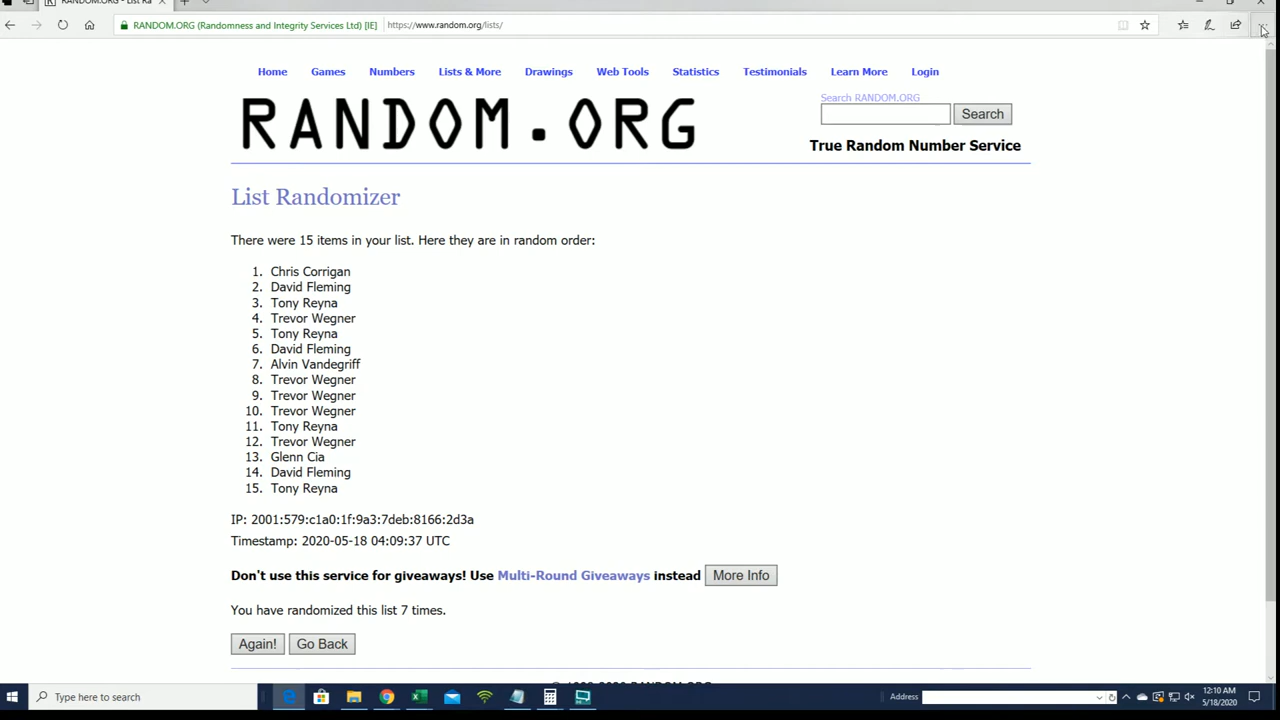 RANDOM.ORG - List Ra
RANDOM.ORG (Randomness and Integrity Services Ltd) [IE] https://www.random.org/lists/
Home Games Numbers Lists & More Drawings Web Tools Statistics Testimonials Learn More Login
RANDOM.ORG
Search RANDOM.ORG
Search
True Random Number Service
List Randomizer
There were 15 items in your list. Here they are in random order:
1. Chris Corrigan
2. David Fleming
3. Tony Reyna
4. Trevor Wegner
5. Tony Reyna
6. David Fleming
7. Alvin Vandegriff
8. Trevor Wegner
9. Trevor Wegner
10. Trevor Wegner
11. Tony Reyna
12. Trevor Wegner
13. Glenn Cia
14. David Fleming
15. Tony Reyna
IP: 2001:579:c1a0:1f:9a3:7deb:8166:2d3a
Timestamp: 2020-05-18 04:09:37 UTC
Don't use this service for giveaways! Use Multi-Round Giveaways instead More Info
You have randomized this list 7 times.
Again! Go Back
Type here to search
Address
12:10 AM
5/18/2020